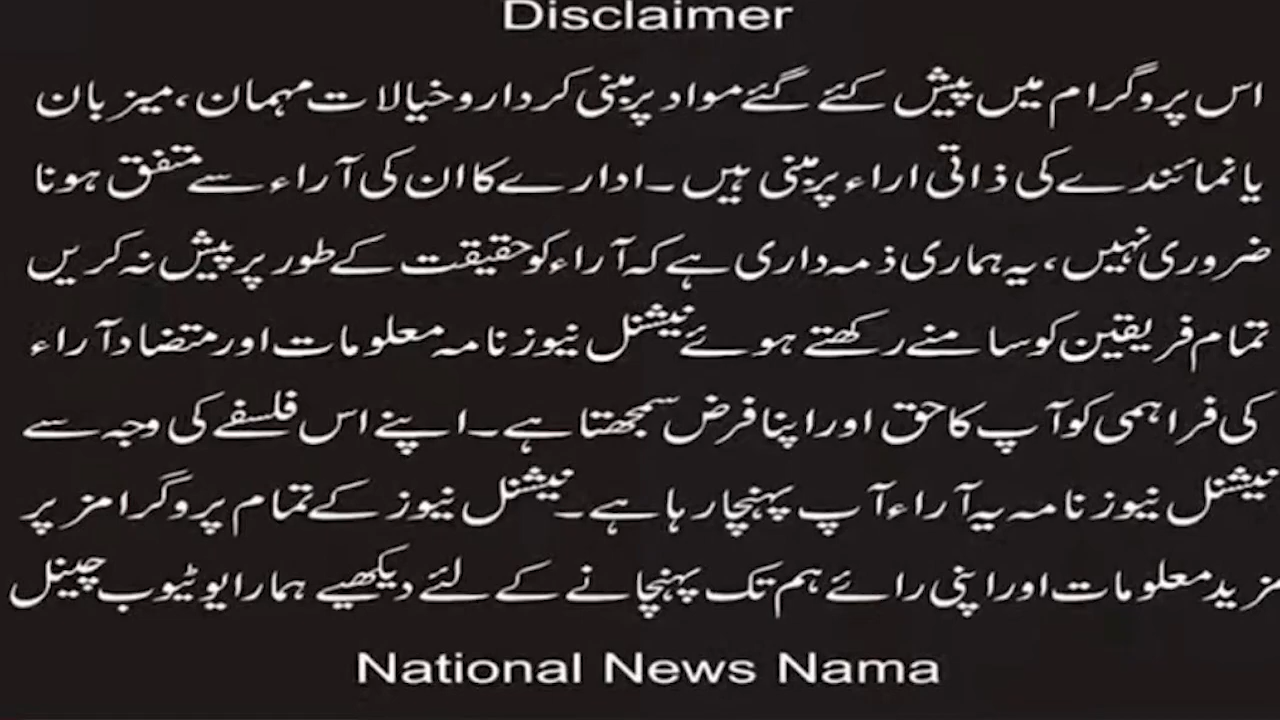 Disclaimer
اس پروگرام میں پیش کئے گئے مواد پر مبنی کردار و خیالات مہمان، میزبان
یا نمائندے کی ذاتی اراء پر مبنی ہیں۔ ادارے کا ان کی آراء سے متفق ہونا
ضروری نہیں، یہ ہماری ذمہ داری ہے کہ آراء کو حقیقت کے طور پر پیش نہ کریں
تمام فریقین کو سامنے رکھتے ہوئے نیشنل نیوز نامہ معلومات اور متضاد آراء
کی فراہمی کو آپ کا حق اور اپنا فرض سمجھتا ہے۔ اپنے اس فلسفے کی وجہ سے
نیشنل نیوز نامہ یہ آراء آپ پہنچا رہا ہے۔ نیشنل نیوز کے تمام پروگرامز پر
مزید معلومات اور اپنی رائے ہم تک پہنچانے کے لئے دیکھیے ہمارا یوٹیوب چینل
National News Nama